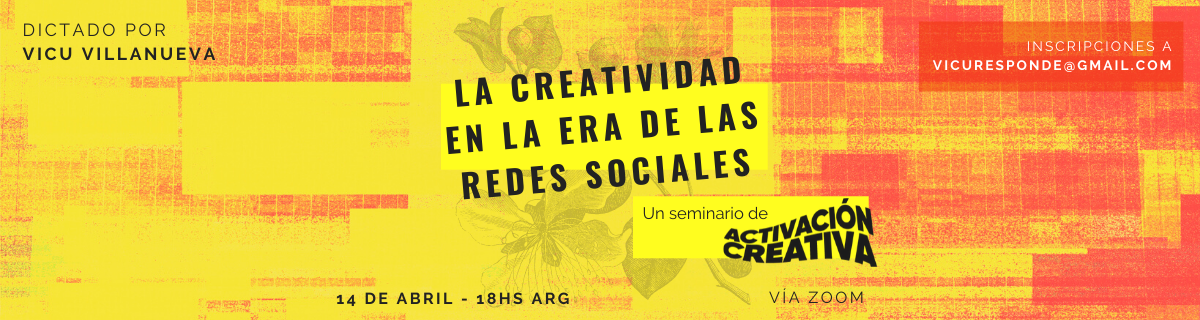 DICTADO POR
VICU VILLANUEVA
INSCRIPCIONES A
VICURESPONDE@GMAIL.COM
LA CREATIVIDAD
EN LA ERA DE LAS
REDES SOCIALES
Un seminario de
ACTIVACIÓN
CREATIVA
14 DE ABRIL - 18HS ARG
VÍA ZOOM